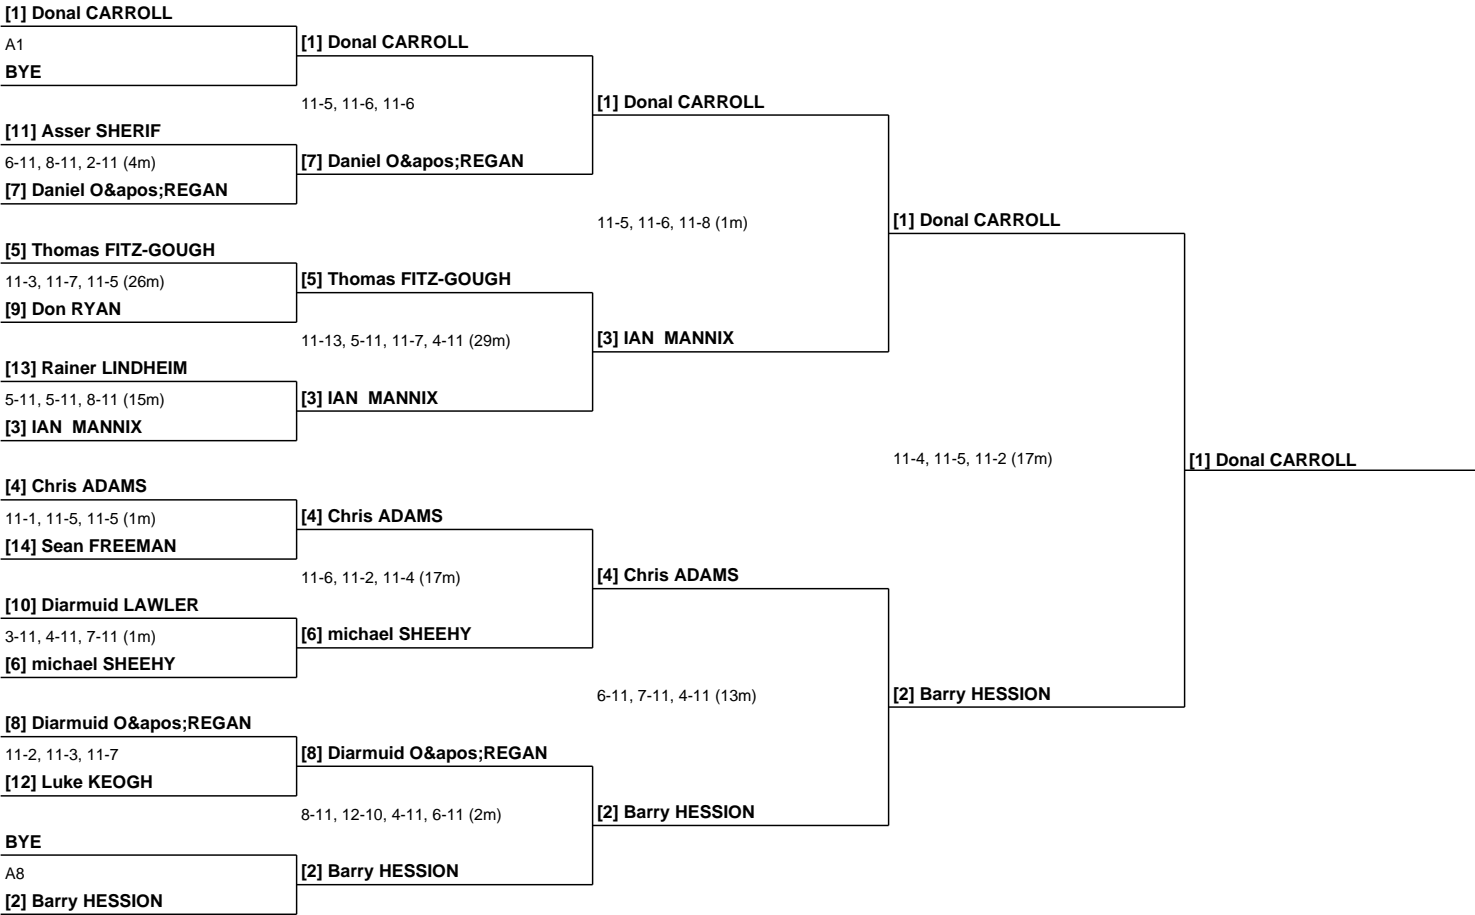 [1] Donal CARROLL
A1
BYE
[11] Asser SHERIF
6-11, 8-11, 2-11 (4m)
[7] Daniel O&apos;REGAN
[5] Thomas FITZ-GOUGH
11-3, 11-7, 11-5 (26m)
[9] Don RYAN
[13] Rainer LINDHEIM
5-11, 5-11, 8-11 (15m)
[3] IAN  MANNIX
[4] Chris ADAMS
11-1, 11-5, 11-5 (1m)
[14] Sean FREEMAN
[10] Diarmuid LAWLER
3-11, 4-11, 7-11 (1m)
[6] michael SHEEHY
[8] Diarmuid O&apos;REGAN
11-2, 11-3, 11-7
[12] Luke KEOGH
BYE
A8
[2] Barry HESSION
[1] Donal CARROLL
11-5, 11-6, 11-6
[7] Daniel O&apos;REGAN
[5] Thomas FITZ-GOUGH
11-13, 5-11, 11-7, 4-11 (29m)
[3] IAN  MANNIX
[4] Chris ADAMS
11-6, 11-2, 11-4 (17m)
[6] michael SHEEHY
[8] Diarmuid O&apos;REGAN
8-11, 12-10, 4-11, 6-11 (2m)
[2] Barry HESSION
[1] Donal CARROLL
11-5, 11-6, 11-8 (1m)
[3] IAN  MANNIX
[4] Chris ADAMS
6-11, 7-11, 4-11 (13m)
[2] Barry HESSION
[1] Donal CARROLL
11-4, 11-5, 11-2 (17m)
[2] Barry HESSION
[1] Donal CARROLL